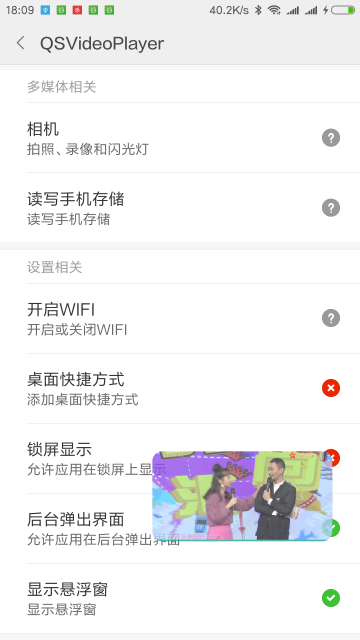 18:09
40.2K/s
QSVideoPlayer
多媒体相关
相机
拍照、录像和闪光灯
读写手机存储
读写手机存储
设置相关
开启WIFI
开启或关闭WIFI
桌面快捷方式
添加桌面快捷方式
锁屏显示
允许应用在锁屏上显示
后台弹出界面
允许应用在后台弹出界面
显示悬浮窗
显示悬浮窗